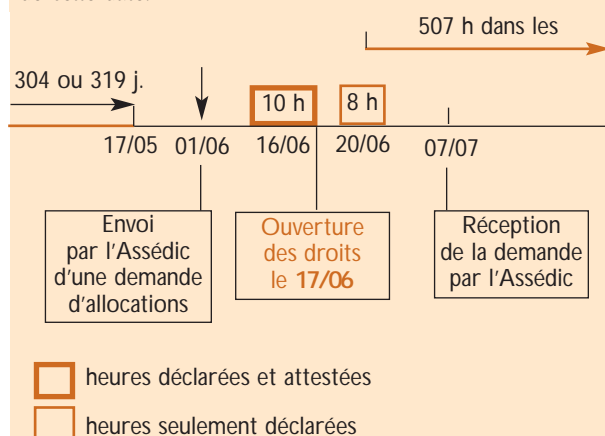 507 h dans les
304 ou 319 j.
10 h
8 h
17/05 01/06 16/06 20/06 07/07
Envoi
par l'Assédic
d'une demande
d'allocations
Ouverture
des droits
le 17/06
Réception
de la demande
par l'Assédic
heures déclarées et attestées
heures seulement déclarées